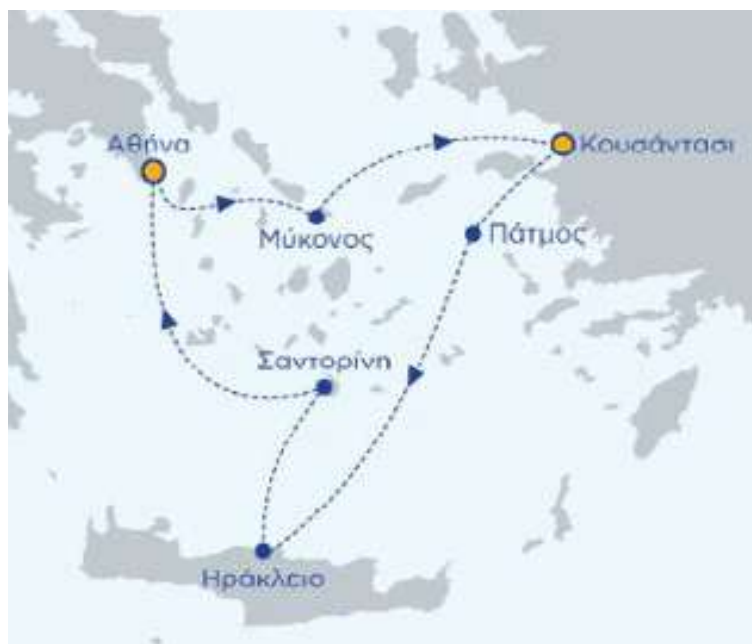 Αθήνα
Κουσάντασι
Μύκονος
Πάτμος
Σαντορίνη
Ηράκλειο